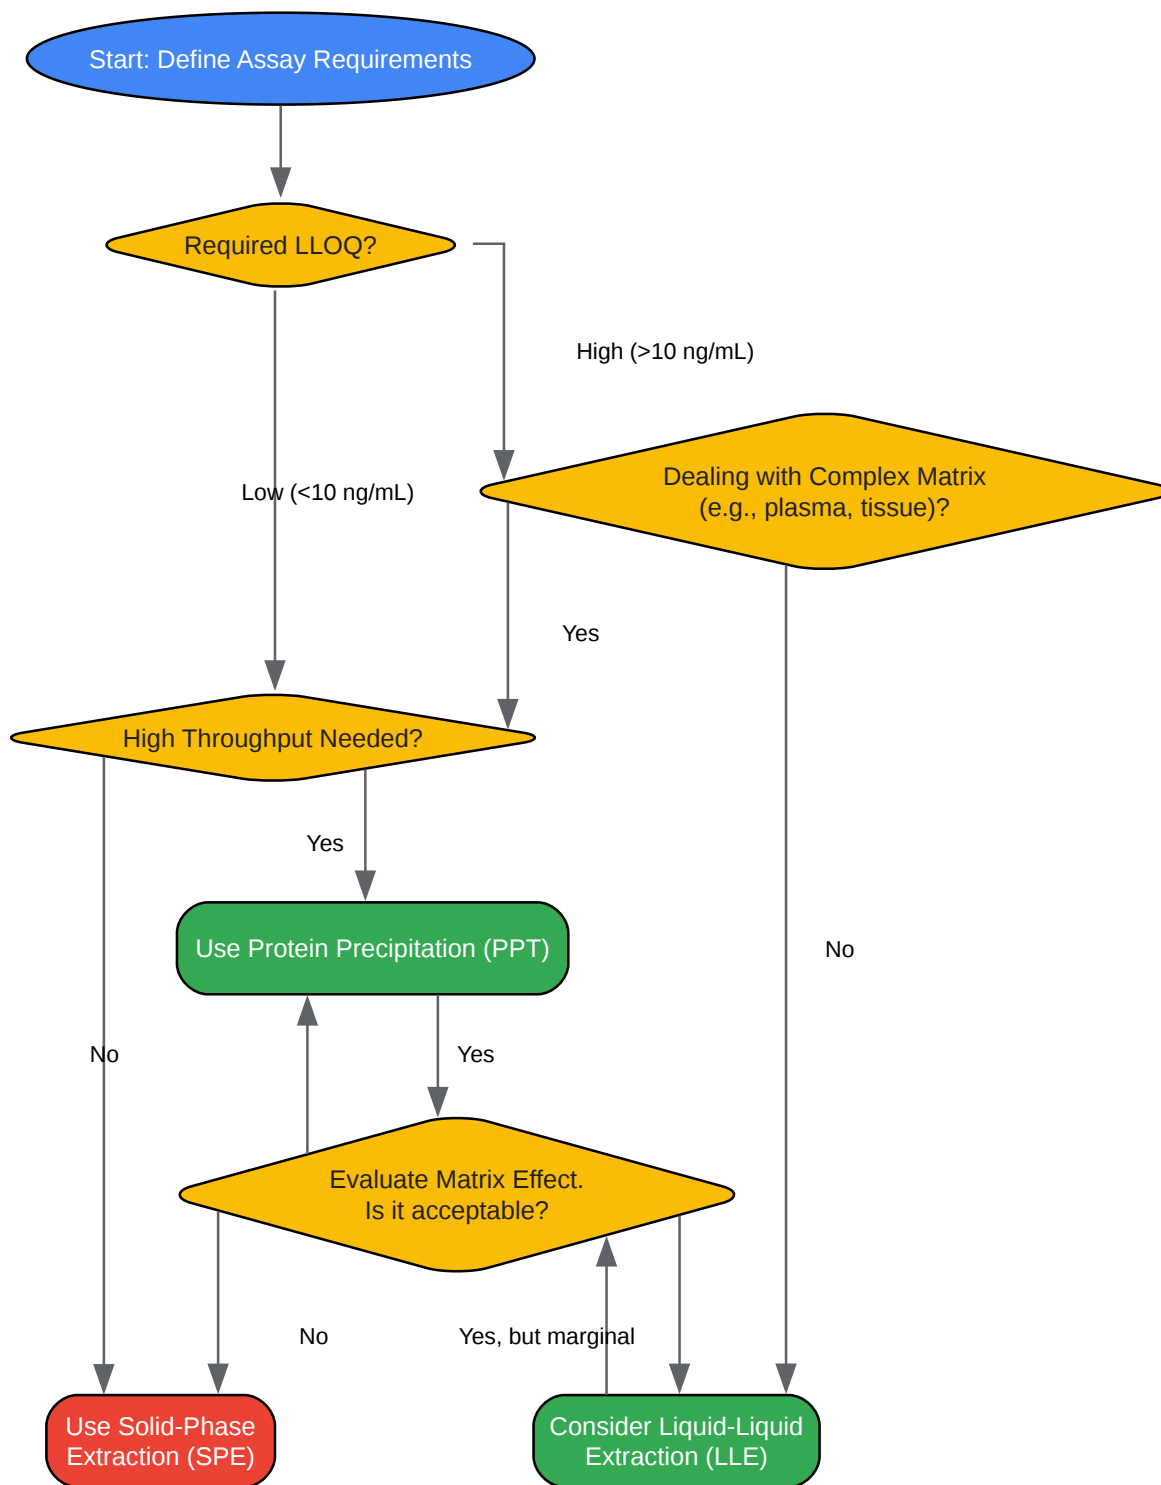 Start: Define Assay Requirements
Required LLOQ?
High (>10 ng/mL)
Dealing with Complex Matrix
(e.g., plasma, tissue)?
Low (<10 ng/mL)
Yes
High Throughput Needed?
Yes
Use Protein Precipitation (PPT)
No
No
Yes
Evaluate Matrix Effect.
Is it acceptable?
No
Yes, but marginal
Use Solid-Phase
Extraction (SPE)
Consider Liquid-Liquid
Extraction (LLE)